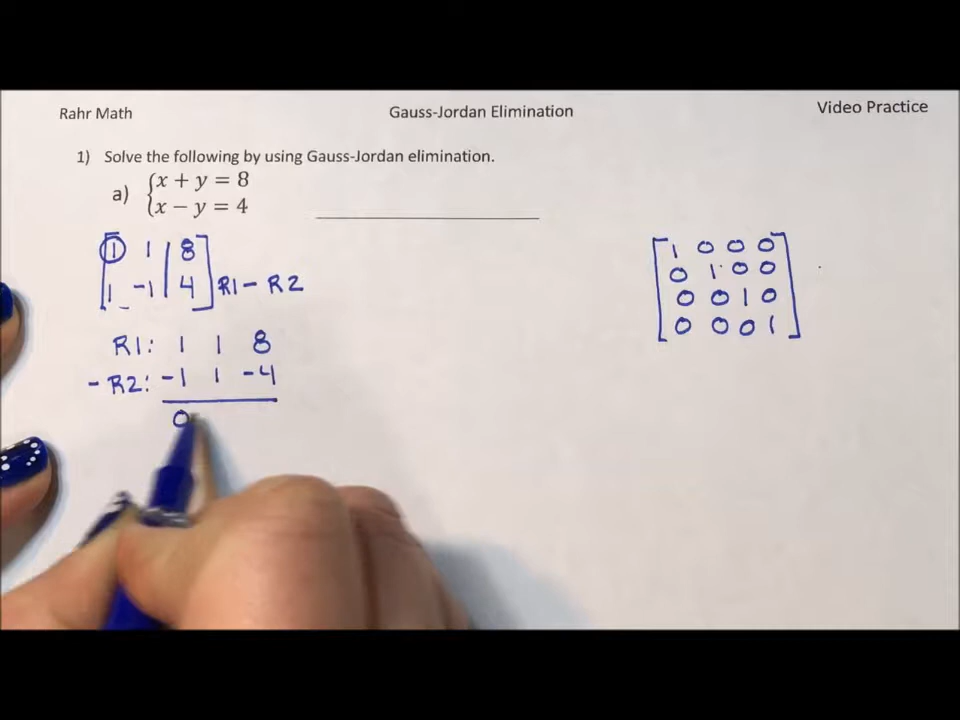 Rahr Math Gauss-Jordan Elimination Video Practice
1) Solve the following by using Gauss-Jordan elimination.
a) {x + y = 8
x − y = 4
1 1 | 8
1 -1 | 4 R1 - R2
R1: 1 1 8
- R2: -1 1 -4
0
1 0 0 0
0 1 0 0
0 0 1 0
0 0 0 1